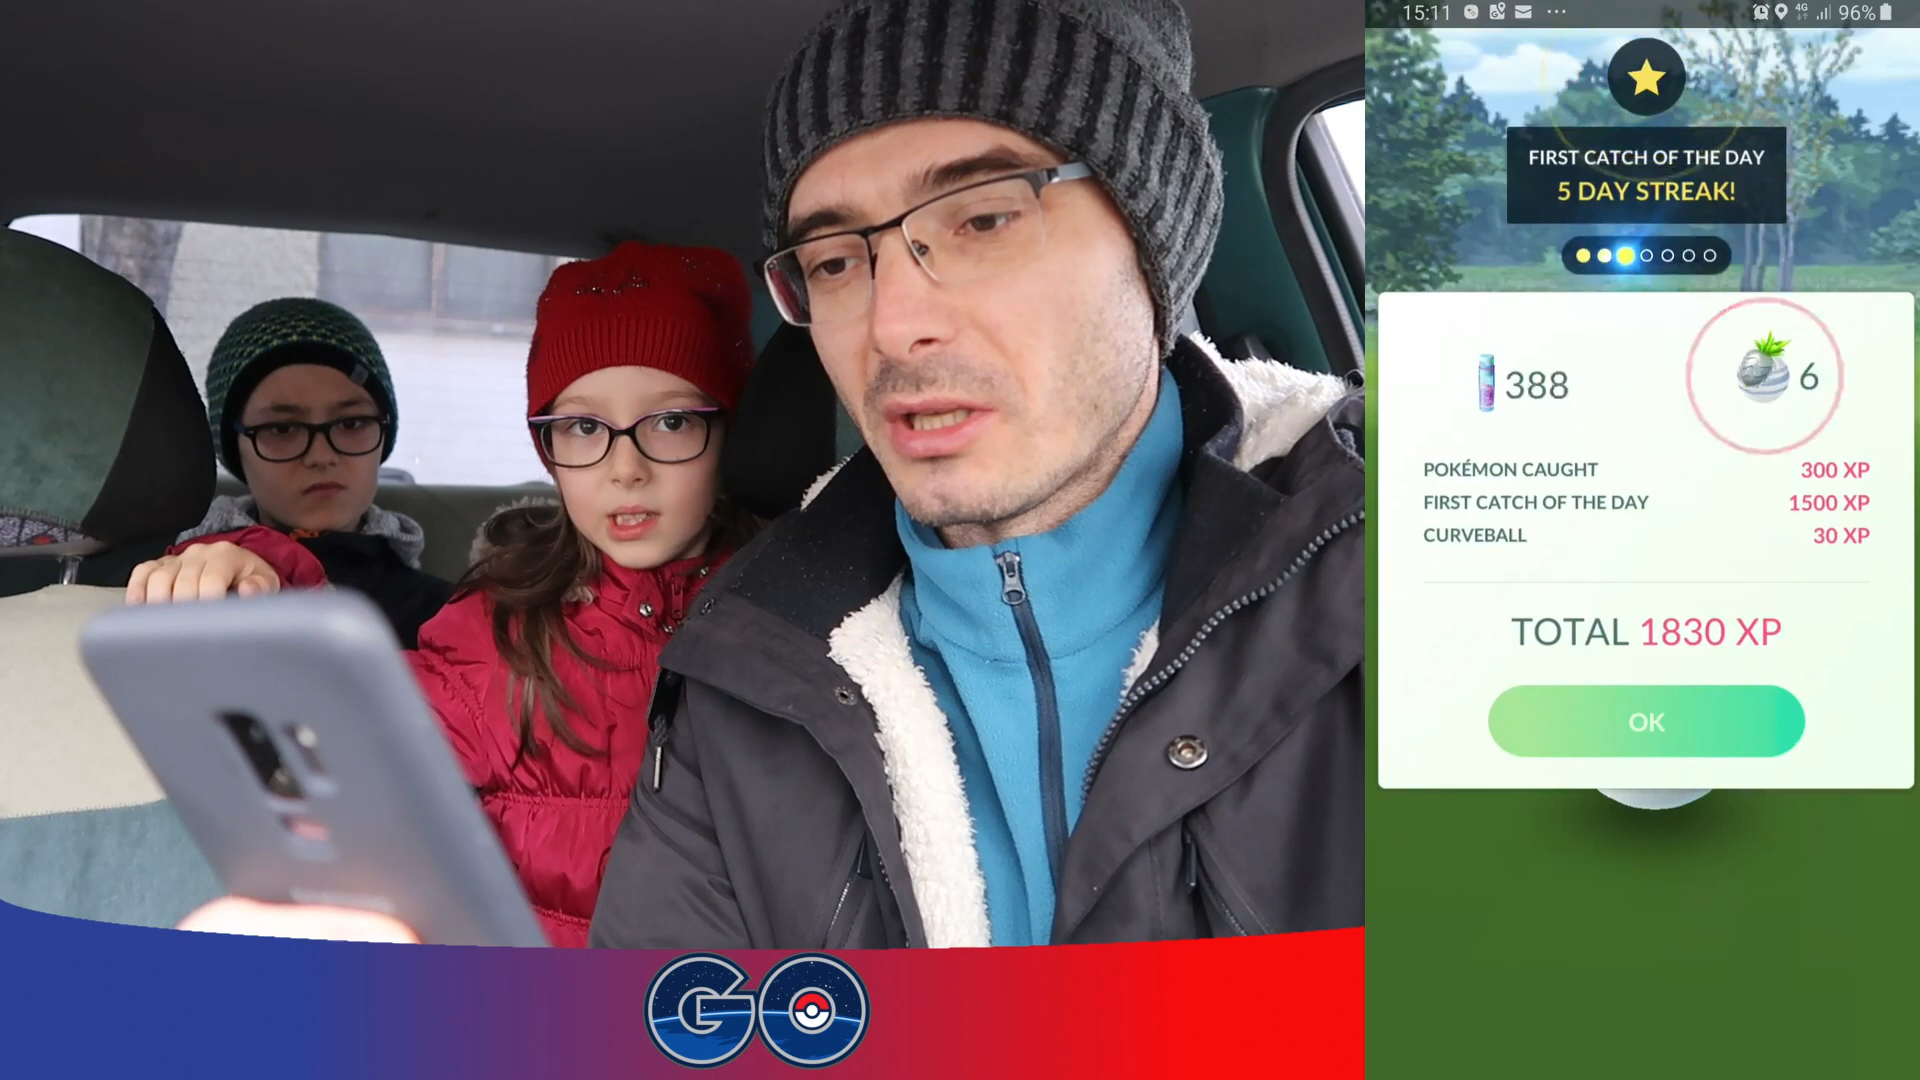 15:11 4G 96%
FIRST CATCH OF THE DAY
5 DAY STREAK!
388
6
POKÉMON CAUGHT 300 XP
FIRST CATCH OF THE DAY 1500 XP
CURVEBALL 30 XP
TOTAL 1830 XP
OK
GO